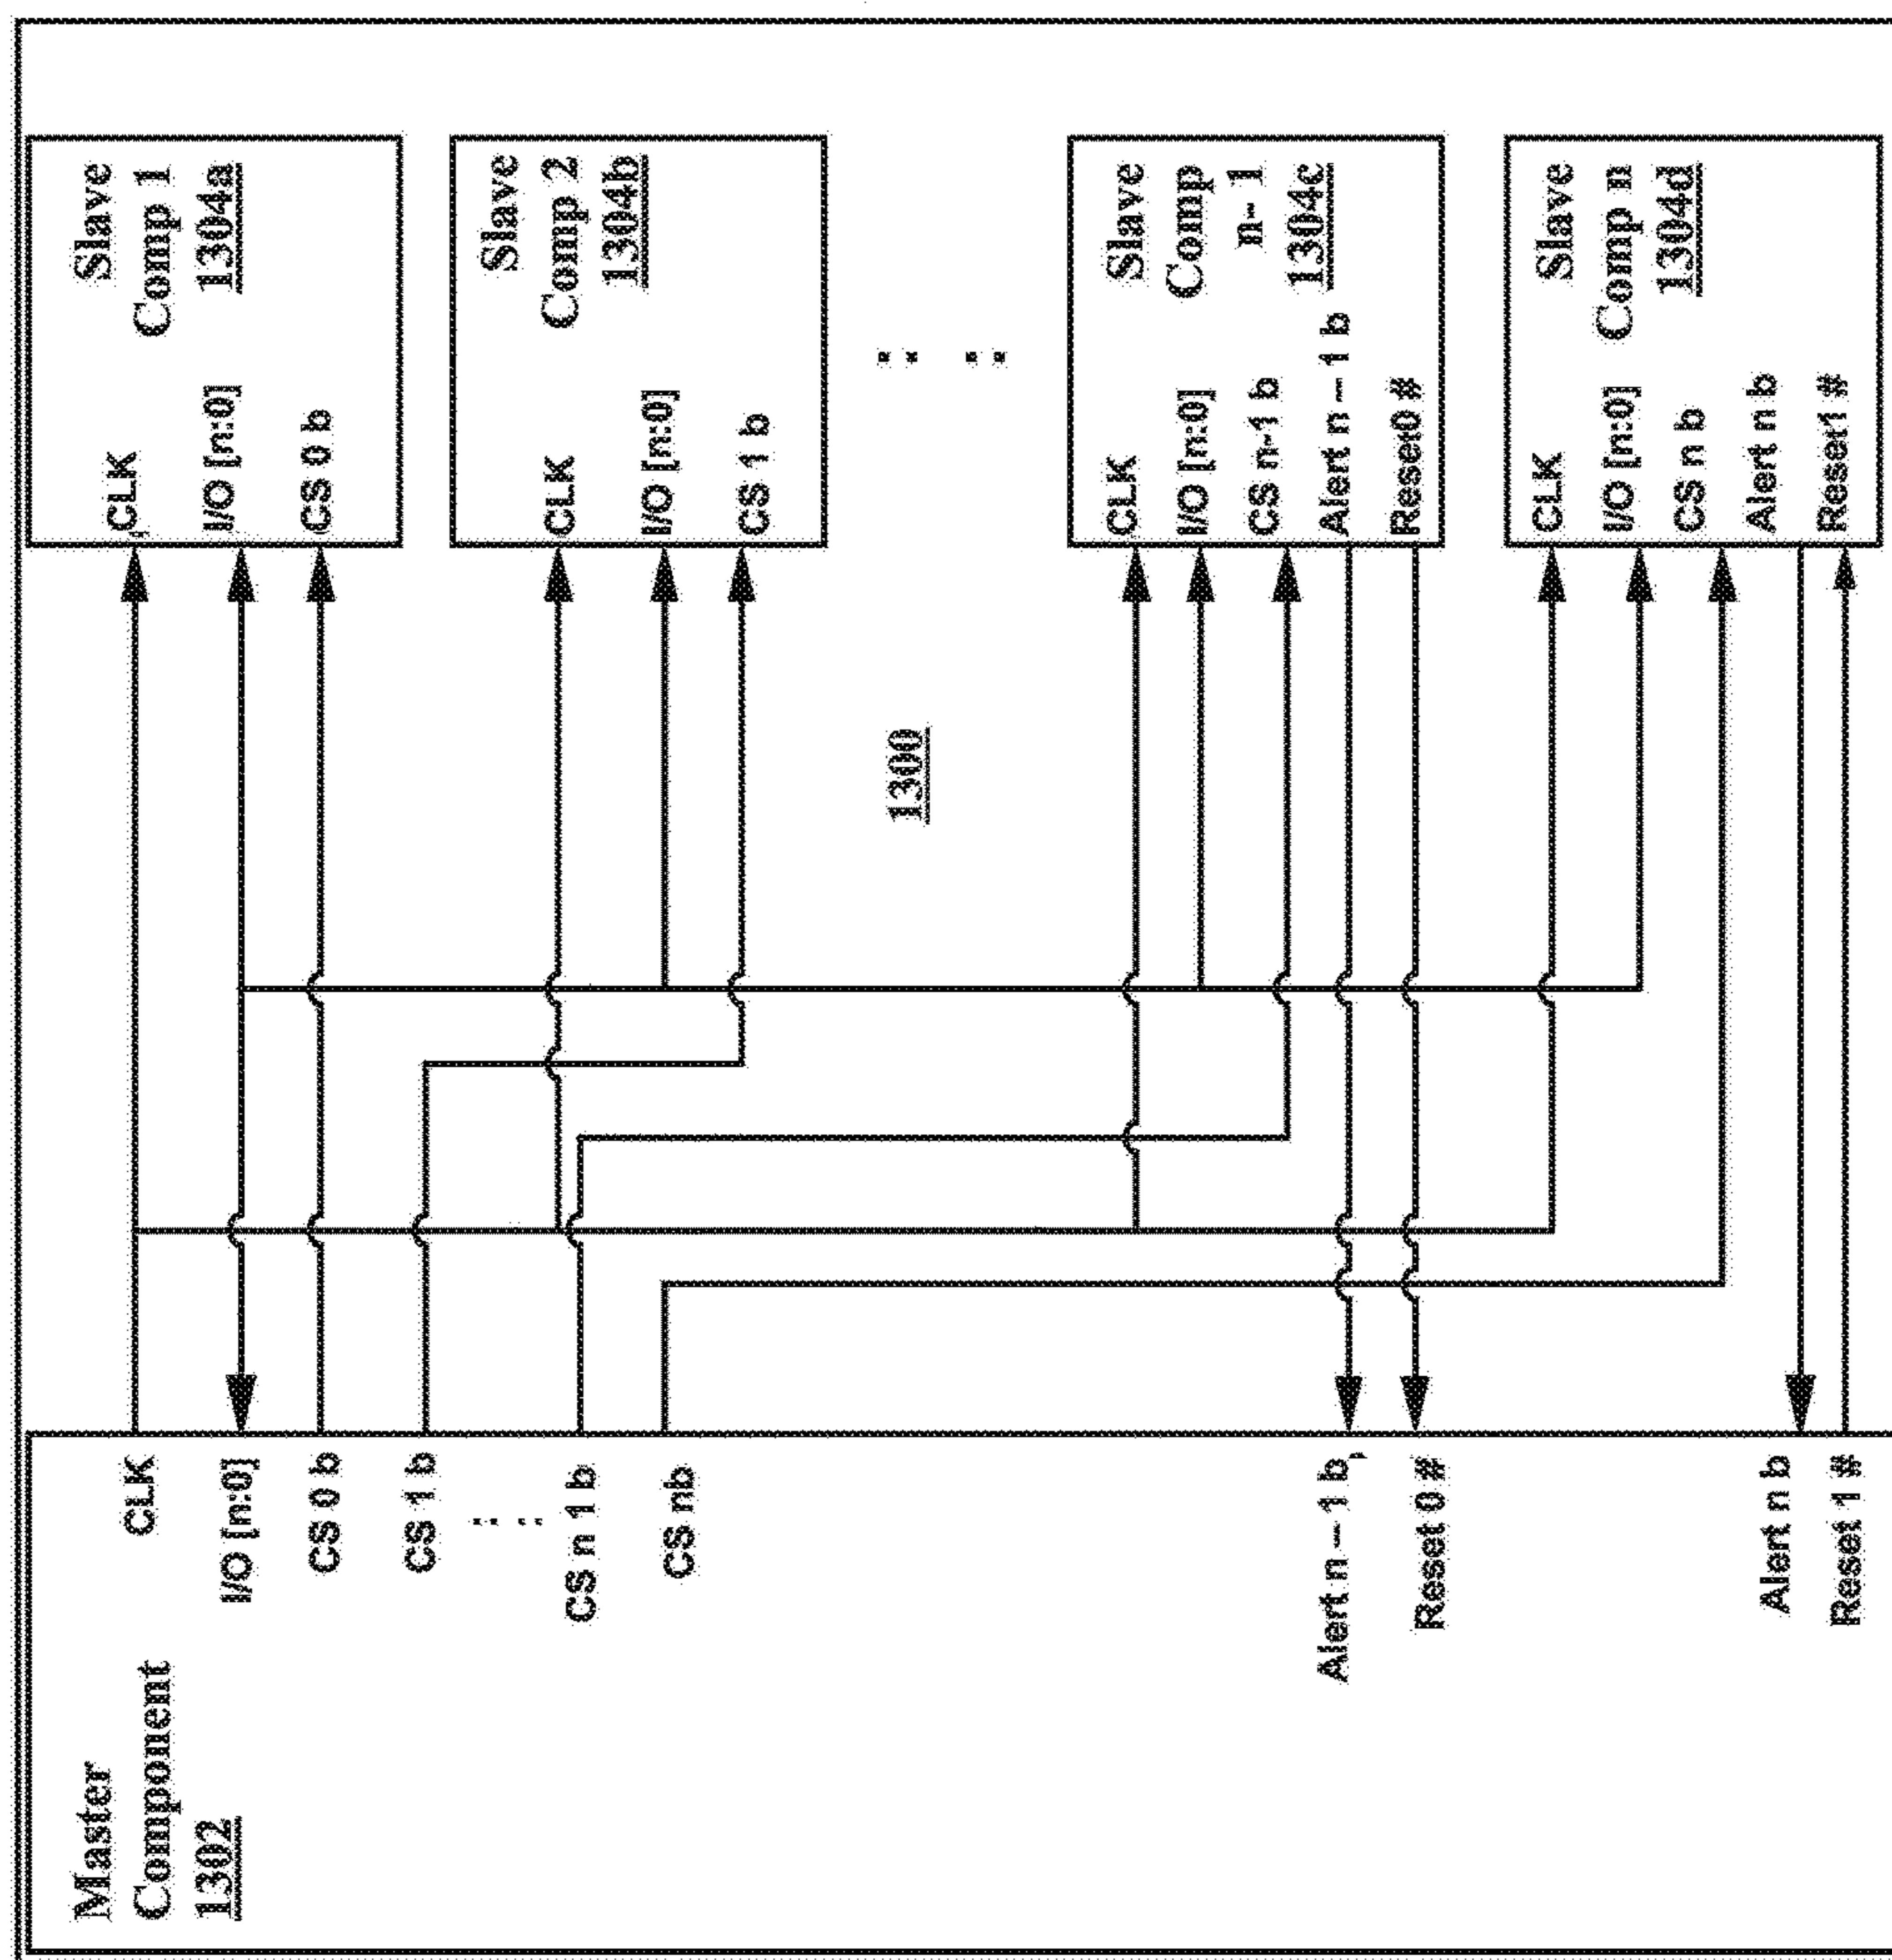 Master
Component
1302
CLK
I/O [n:0]
CS 0 b
CS 1 b
CS n 1 b
CS nb
Alert n – 1 b
Reset 0 #
Alert n b
Reset 1 #
1300
Slave
Comp 1
1304a
CLK
I/O [n:0]
CS 0 b
Slave
Comp 2
1304b
CLK
I/O [n:0]
CS 1 b
Slave
Comp
n- 1
1304c
CLK
I/O [n:0]
CS n-1 b
Alert n – 1 b
Reset0 #
Slave
Comp n
1304d
CLK
I/O [n:0]
CS n b
Alert n b
Reset1 #